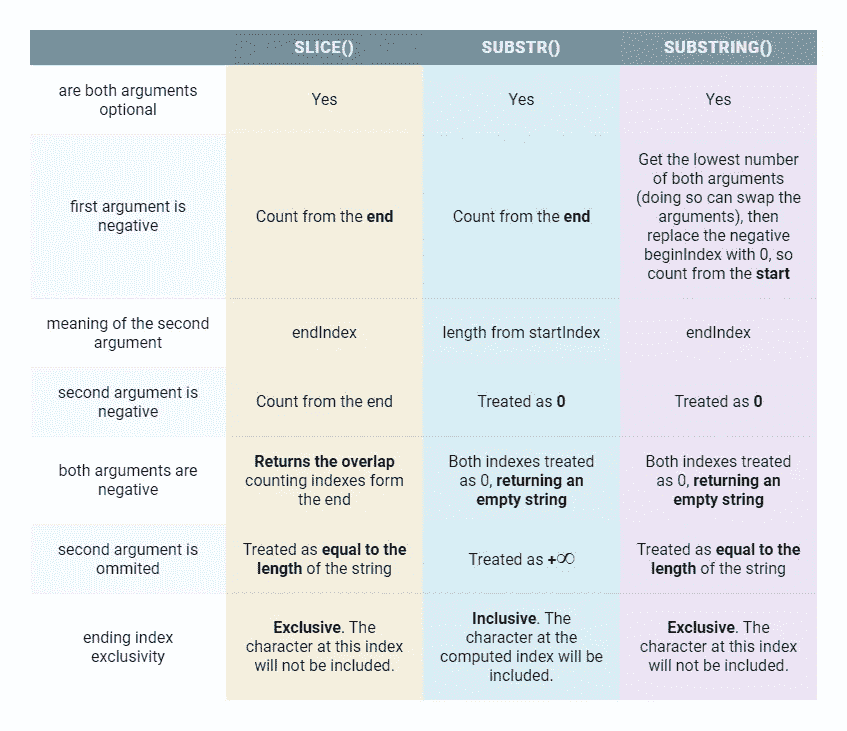 SLICE() SUBSTR() SUBSTRING()
are both arguments
optional
Yes
Yes
Yes
first argument is
negative
Count from the end
Count from the end
Get the lowest number
of both arguments
(doing so can swap the
arguments), then
replace the negative
beginIndex with 0, so
count from the start
meaning of the second
argument
endIndex
length from startIndex
endIndex
second argument is
negative
Count from the end
Treated as 0
Treated as 0
both arguments are
negative
Returns the overlap
counting indexes form
the end
Both indexes treated
as 0, returning an
empty string
Both indexes treated
as 0, returning an
empty string
second argument is
ommited
Treated as equal to the
length of the string
Treated as +∞
Treated as equal to the
length of the string
ending index
exclusivity
Exclusive. The
character at this index
will not be included.
Inclusive. The
character at the
computed index will be
included.
Exclusive. The
character at this index
will not be included.